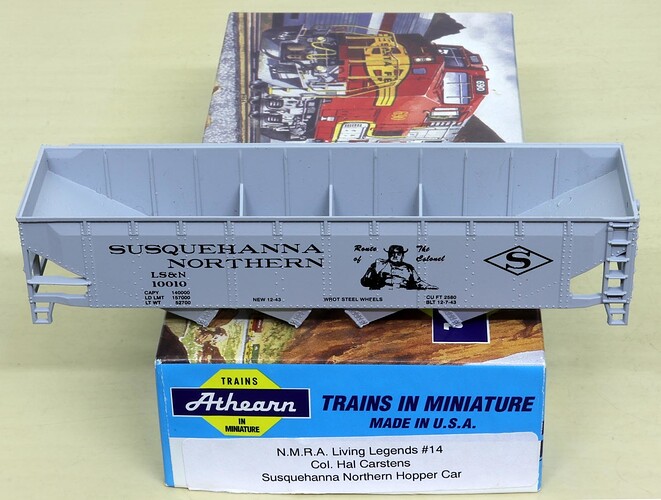 069
SUSQUEHANNA
NORTHERN
LS&N
10010
CAPY 140000
LD LMT 157000
LT WT 52700
NEW 12-43
WROT STEEL WHEELS
Route The
of Colonel
CU FT 2580
BLT 12-7-43
S
TRAINS
Athearn
IN
MINIATURE
TRAINS IN MINIATURE
MADE IN U.S.A.
N.M.R.A. Living Legends #14
Col. Hal Carstens
Susquehanna Northern Hopper Car